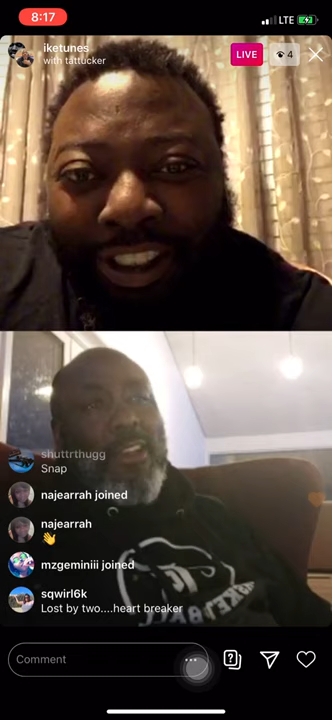 8:17
LTE
iketunes
with tattucker
LIVE
4
shuttrthugg
Snap
najearrah joined
najearrah
mzgeminiii joined
sqwirl6k
Lost by two....heart breaker
Comment